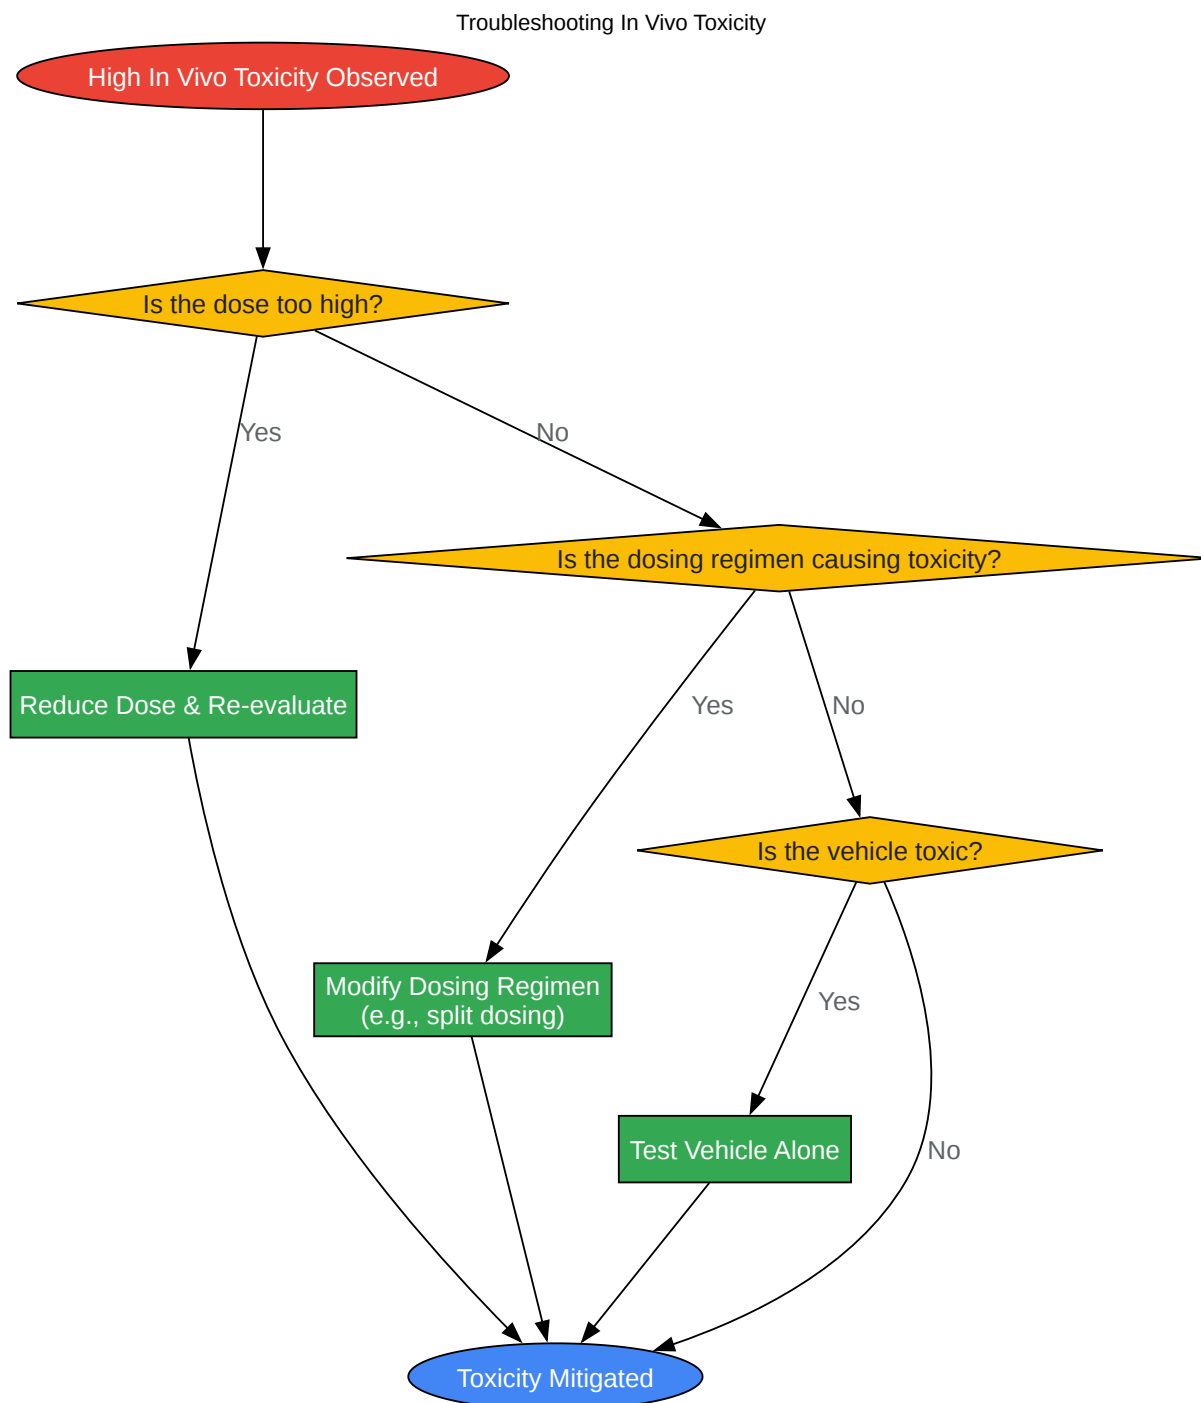 Troubleshooting In Vivo Toxicity
High In Vivo Toxicity Observed
Is the dose too high?
Yes
No
Is the dosing regimen causing toxicity?
Reduce Dose & Re-evaluate
Yes
No
Is the vehicle toxic?
Modify Dosing Regimen
(e.g., split dosing)
Yes
Test Vehicle Alone
No
Toxicity Mitigated